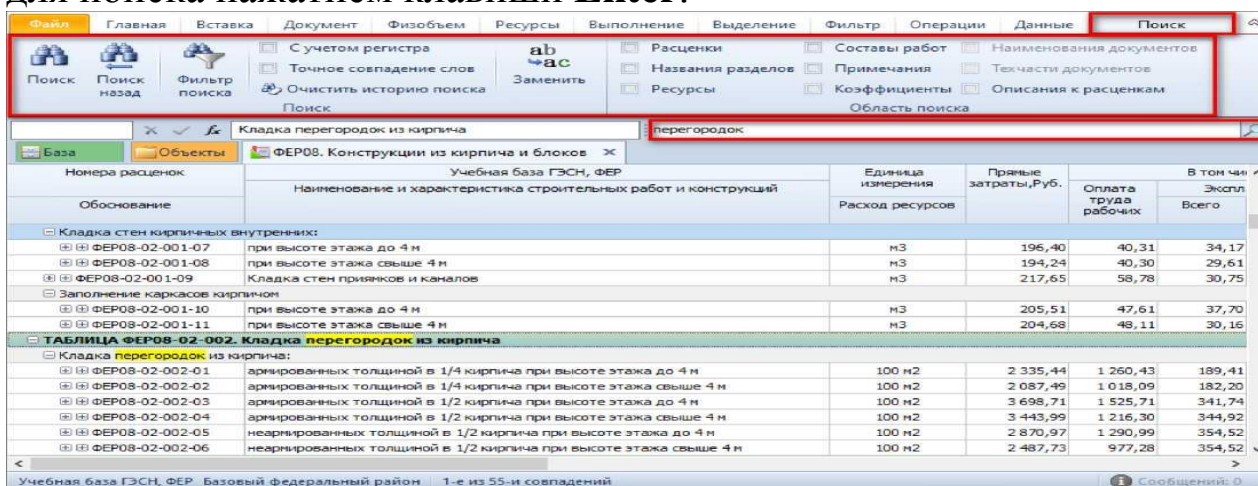 для поиска нажатием клавиши Enter.
Файл Главная Вставка Документ Физобъем Ресурсы Выполнение Выделение Фильтр Операции Данные Поиск
Поиск Поиск назад Фильтр поиска С учетом регистра Точное совпадение слов Очистить историю поиска Заменить
Расценки Составы работ Наименования документов
Названия разделов Примечания Техчасти документов
Ресурсы Коэффициенты Описания к расценкам
Поиск Область поиска
fx Кладка перегородок из кирпича перегородок
База Объекты ФЕР08. Конструкции из кирпича и блоков
Номера расценок Учебная база ГЭСН, ФЕР Единица измерения Прямые затраты,Руб. В том чи
Обоснование Наименование и характеристика строительных работ и конструкций Расход ресурсов Оплата труда рабочих Экспл Всего
Кладка стен кирпичных внутренних:
ФЕР08-02-001-07 при высоте этажа до 4 м м3 196,40 40,31 34,17
ФЕР08-02-001-08 при высоте этажа свыше 4 м м3 194,24 40,30 29,61
ФЕР08-02-001-09 Кладка стен приямков и каналов м3 217,65 58,78 30,75
Заполнение каркасов кирпичом
ФЕР08-02-001-10 при высоте этажа до 4 м м3 205,51 47,61 37,70
ФЕР08-02-001-11 при высоте этажа свыше 4 м м3 204,68 48,11 30,16
ТАБЛИЦА ФЕР08-02-002. Кладка перегородок из кирпича
Кладка перегородок из кирпича:
ФЕР08-02-002-01 армированных толщиной в 1/4 кирпича при высоте этажа до 4 м 100 м2 2 335,44 1 260,43 189,41
ФЕР08-02-002-02 армированных толщиной в 1/4 кирпича при высоте этажа свыше 4 м 100 м2 2 087,49 1 018,09 182,20
ФЕР08-02-002-03 армированных толщиной в 1/2 кирпича при высоте этажа до 4 м 100 м2 3 698,71 1 525,71 341,74
ФЕР08-02-002-04 армированных толщиной в 1/2 кирпича при высоте этажа свыше 4 м 100 м2 3 443,99 1 216,30 344,92
ФЕР08-02-002-05 неармированных толщиной в 1/2 кирпича при высоте этажа до 4 м 100 м2 2 870,97 1 290,99 354,52
ФЕР08-02-002-06 неармированных толщиной в 1/2 кирпича при высоте этажа свыше 4 м 100 м2 2 487,73 977,28 354,52
Учебная база ГЭСН, ФЕР Базовый федеральный район 1-е из 55-и совпадений Сообщений: 0